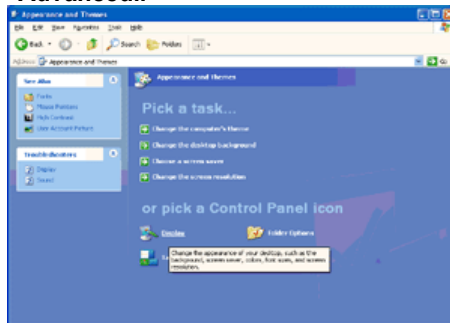 Advanced.
Appearance and Themes
File Edit View Favorites Tools Help
Back Search Folders
Address Appearance and Themes Go
See Also
Fonts
Mouse Pointers
High Contrast
User Account Picture
Troubleshooters
Display
Sound
Appearance and Themes
Pick a task...
Change the computer's theme
Change the desktop background
Choose a screen saver
Change the screen resolution
or pick a Control Panel icon
Display Folder Options
Change the appearance of your desktop, such as the
background, screen saver, colors, font sizes, and screen
resolution.